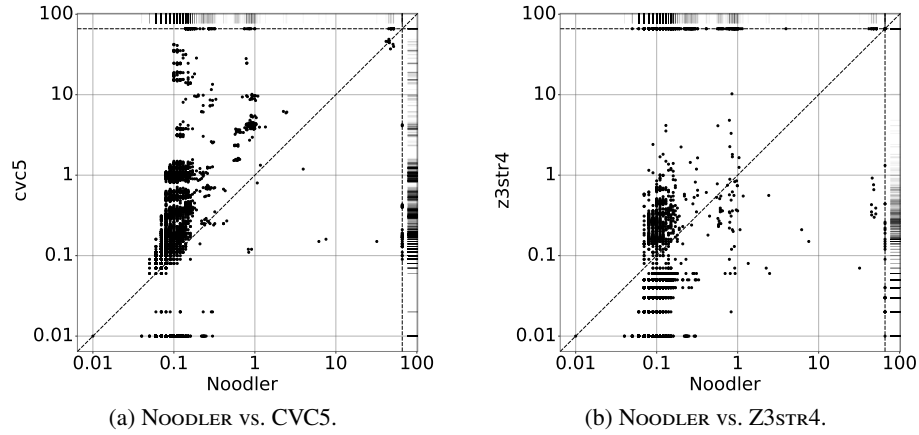 100
10
1
0.1
0.01
cvc5
0.01 0.1 1 10 100
Noodler
(a) NOODLER VS. CVC5.
100
10
1
0.1
0.01
z3str4
0.01 0.1 1 10 100
Noodler
(b) NOODLER VS. Z3STR4.